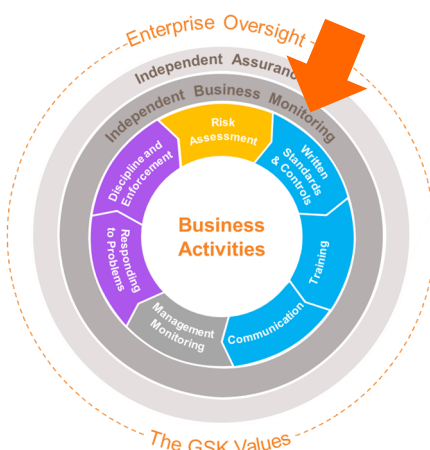 Enterprise Oversight
Independent Assuran
Independent Business Monitoring
Risk
Assessment
Written
Standards
& Controls
Training
Communication
Management
Monitoring
Responding
to Problems
Discipline and
Enforcement
Business
Activities
The GSK Values